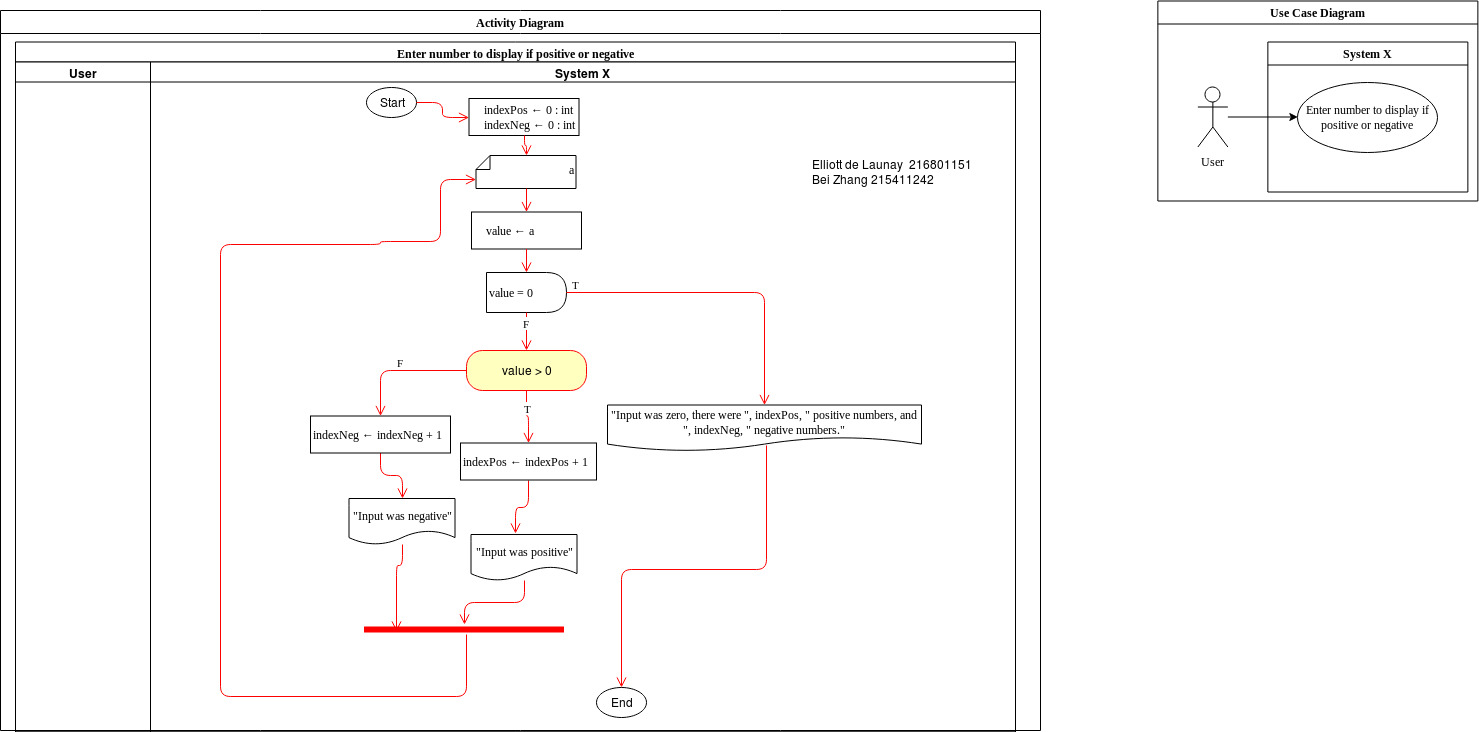 Activity Diagram
Enter number to display if positive or negative
User
System X
Start
indexPos ← 0 : int
indexNeg ← 0 : int
a
Elliott de Launay  216801151
Bei Zhang 215411242
value ← a
value = 0
T
F
value > 0
F
T
"Input was zero, there were ", indexPos, " positive numbers, and
", indexNeg, " negative numbers."
indexNeg ← indexNeg + 1
indexPos ← indexPos + 1
"Input was negative"
"Input was positive"
End
Use Case Diagram
System X
Enter number to display if
positive or negative
User